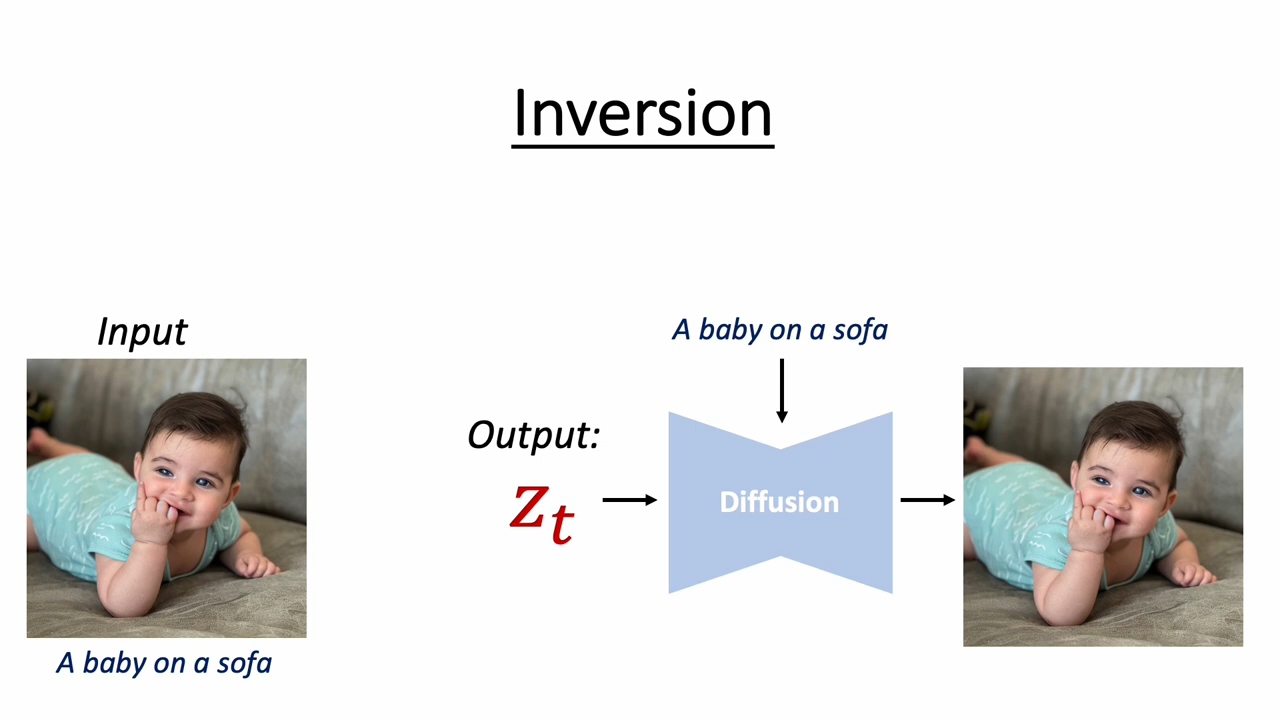 Inversion
Input
A baby on a sofa
A baby on a sofa
Output:
z_t
Diffusion